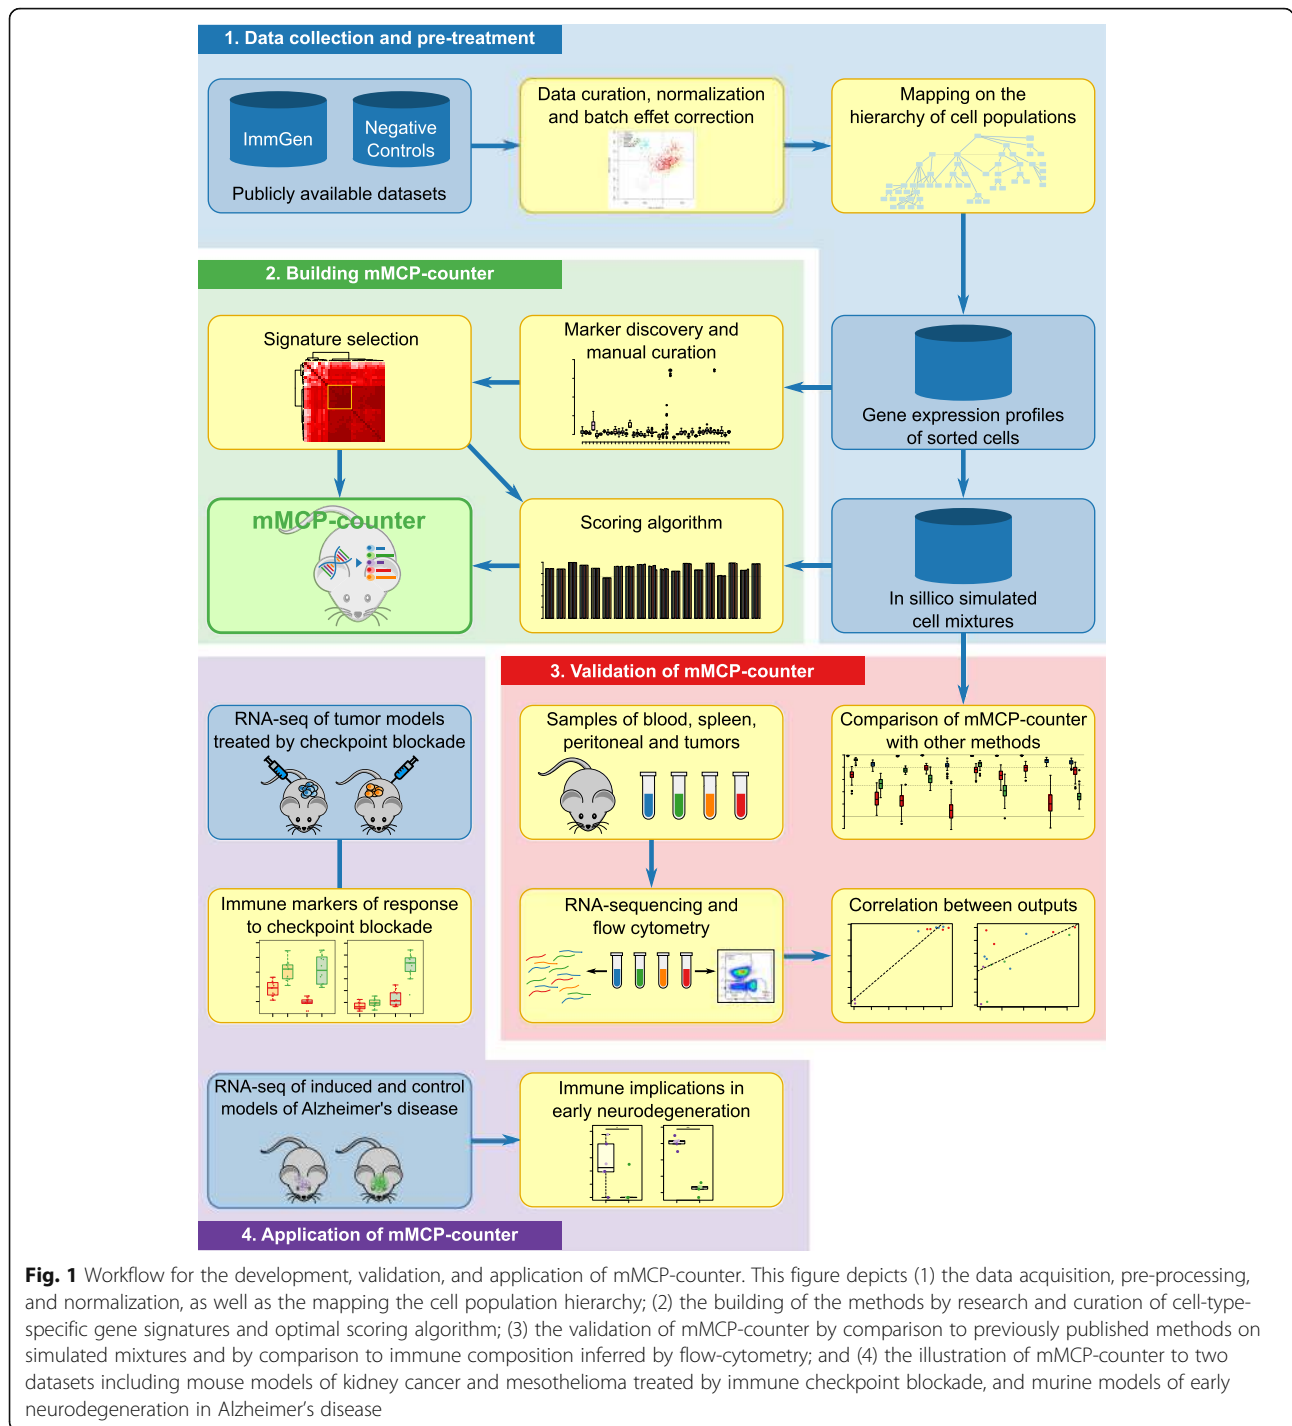 1. Data collection and pre-treatment
ImmGen
Negative
Controls
Publicly available datasets
Data curation, normalization
and batch effet correction
Mapping on the
hierarchy of cell populations
2. Building mMCP-counter
Signature selection
Marker discovery and
manual curation
Gene expression profiles
of sorted cells
mMCP-counter
Scoring algorithm
In sillico simulated
cell mixtures
3. Validation of mMCP-counter
RNA-seq of tumor models
treated by checkpoint blockade
Samples of blood, spleen,
peritoneal and tumors
Comparison of mMCP-counter
with other methods
Immune markers of response
to checkpoint blockade
RNA-sequencing and
flow cytometry
Correlation between outputs
RNA-seq of induced and control
models of Alzheimer's disease
Immune implications in
early neurodegeneration
4. Application of mMCP-counter
Fig. 1 Workflow for the development, validation, and application of mMCP-counter. This figure depicts (1) the data acquisition, pre-processing,
and normalization, as well as the mapping the cell population hierarchy; (2) the building of the methods by research and curation of cell-type-
specific gene signatures and optimal scoring algorithm; (3) the validation of mMCP-counter by comparison to previously published methods on
simulated mixtures and by comparison to immune composition inferred by flow-cytometry; and (4) the illustration of mMCP-counter to two
datasets including mouse models of kidney cancer and mesothelioma treated by immune checkpoint blockade, and murine models of early
neurodegeneration in Alzheimer's disease